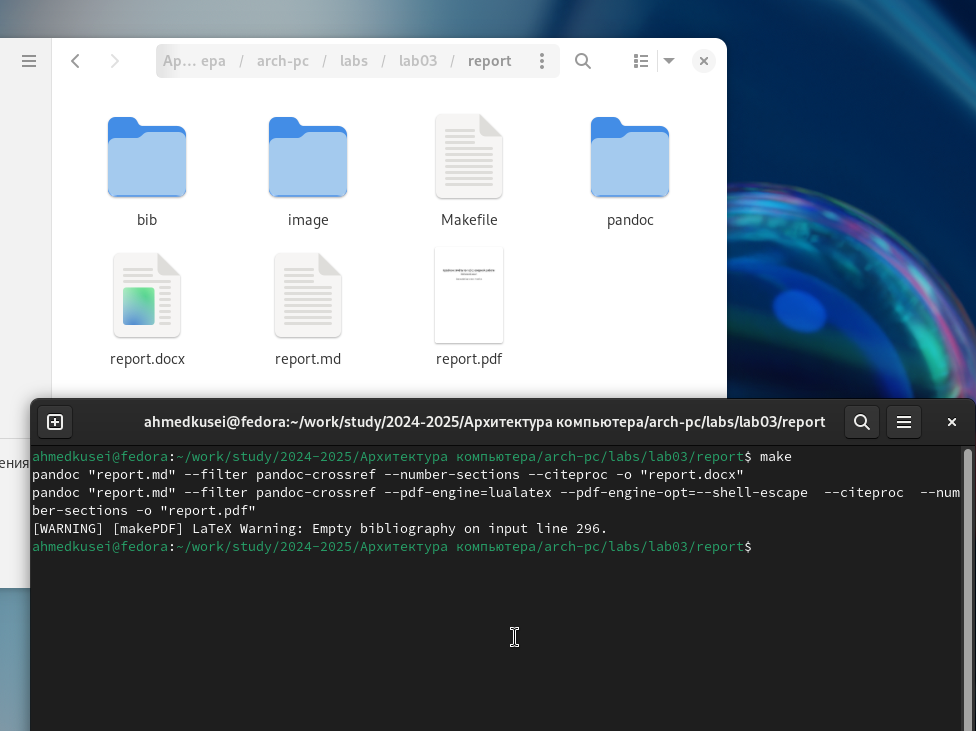 Ap... epa / arch-pc / labs / lab03 / report
bib
image
Makefile
pandoc
report.docx
report.md
report.pdf
ения
ahmedkusei@fedora:~/work/study/2024-2025/Архитектура компьютера/arch-pc/labs/lab03/report
ahmedkusei@fedora:~/work/study/2024-2025/Архитектура компьютера/arch-pc/labs/lab03/report$ make
pandoc "report.md" --filter pandoc-crossref --number-sections --citeproc -o "report.docx"
pandoc "report.md" --filter pandoc-crossref --pdf-engine=lualatex --pdf-engine-opt=--shell-escape  --citeproc  --num
ber-sections -o "report.pdf"
[WARNING] [makePDF] LaTeX Warning: Empty bibliography on input line 296.
ahmedkusei@fedora:~/work/study/2024-2025/Архитектура компьютера/arch-pc/labs/lab03/report$